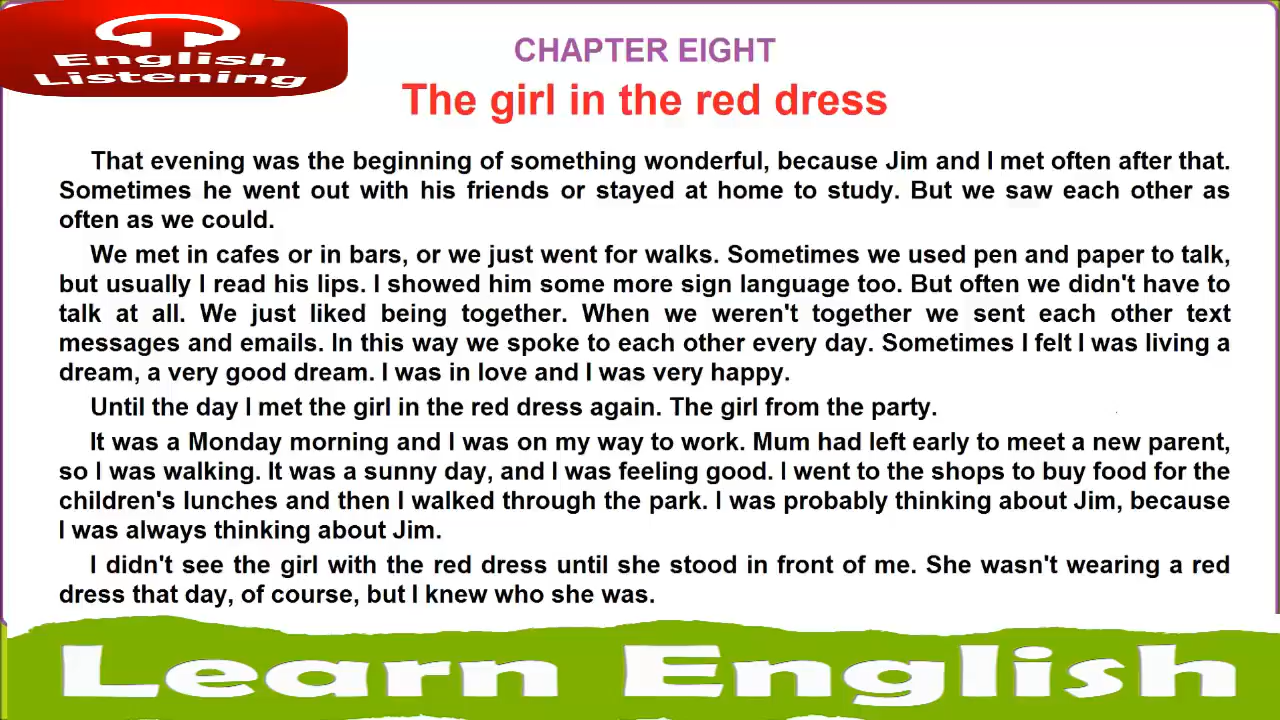 English
Listening
CHAPTER EIGHT
The girl in the red dress
That evening was the beginning of something wonderful, because Jim and I met often after that.
Sometimes he went out with his friends or stayed at home to study. But we saw each other as
often as we could.
We met in cafes or in bars, or we just went for walks. Sometimes we used pen and paper to talk,
but usually I read his lips. I showed him some more sign language too. But often we didn't have to
talk at all. We just liked being together. When we weren't together we sent each other text
messages and emails. In this way we spoke to each other every day. Sometimes I felt I was living a
dream, a very good dream. I was in love and I was very happy.
Until the day I met the girl in the red dress again. The girl from the party.
It was a Monday morning and I was on my way to work. Mum had left early to meet a new parent,
so I was walking. It was a sunny day, and I was feeling good. I went to the shops to buy food for the
children's lunches and then I walked through the park. I was probably thinking about Jim, because
I was always thinking about Jim.
I didn't see the girl with the red dress until she stood in front of me. She wasn't wearing a red
dress that day, of course, but I knew who she was.
Learn English